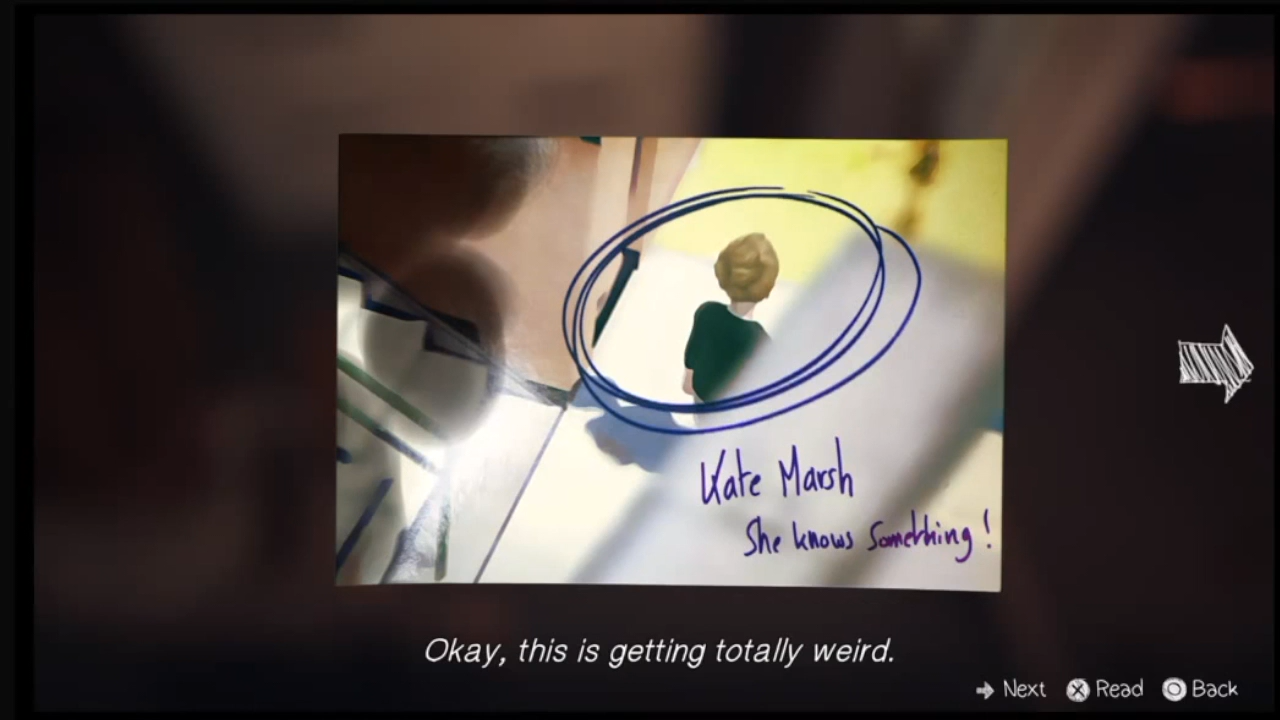 Kate Marsh
She knows something!
Okay, this is getting totally weird.
Next Read Back